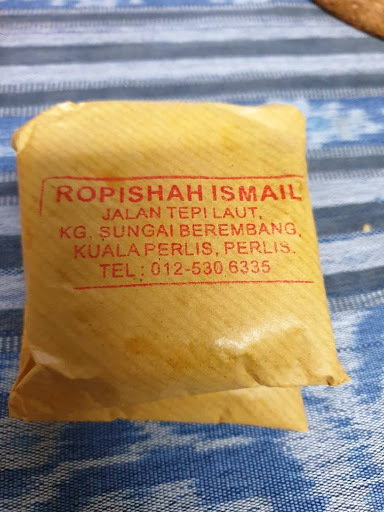 ROPISHAH ISMAIL
JALAN TEPI LAUT,
KG. SUNGAI BEREMBANG,
KUALA PERLIS, PERLIS.
TEL : 012-530 6335